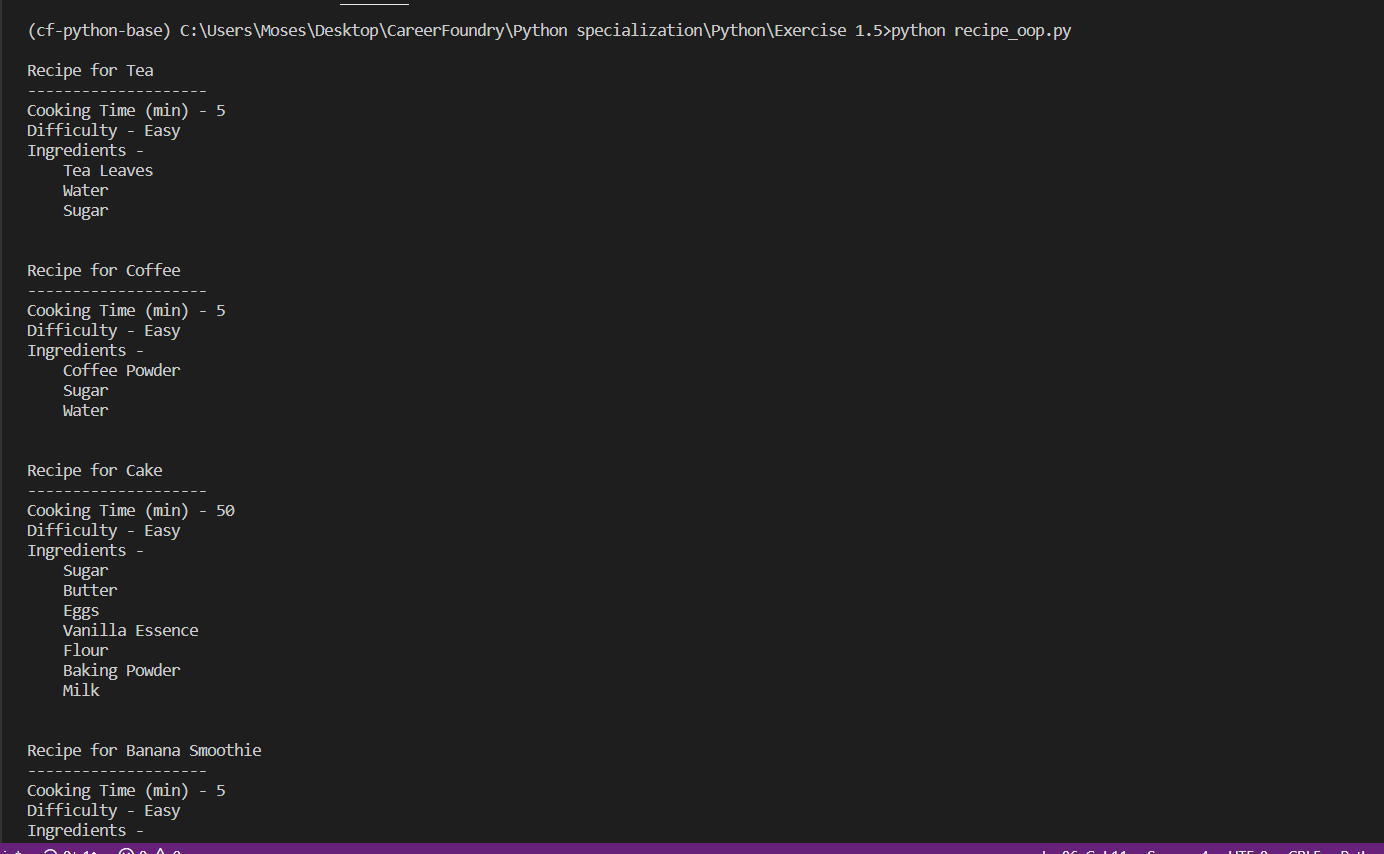 (cf-python-base) C:\Users\Moses\Desktop\CareerFoundry\Python specialization\Python\Exercise 1.5>python recipe_oop.py
Recipe for Tea
--------------------
Cooking Time (min) - 5
Difficulty - Easy
Ingredients -
Tea Leaves
Water
Sugar
Recipe for Coffee
--------------------
Cooking Time (min) - 5
Difficulty - Easy
Ingredients -
Coffee Powder
Sugar
Water
Recipe for Cake
--------------------
Cooking Time (min) - 50
Difficulty - Easy
Ingredients -
Sugar
Butter
Eggs
Vanilla Essence
Flour
Baking Powder
Milk
Recipe for Banana Smoothie
--------------------
Cooking Time (min) - 5
Difficulty - Easy
Ingredients -